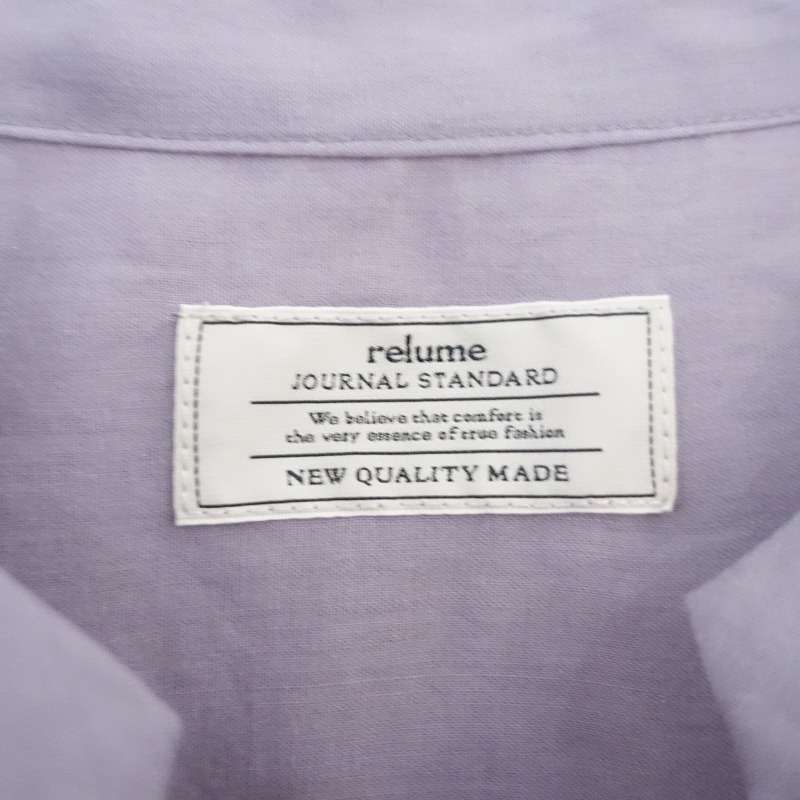 relume
JOURNAL STANDARD
We believe that comfort is
the very essence of true fashion
NEW QUALITY MADE